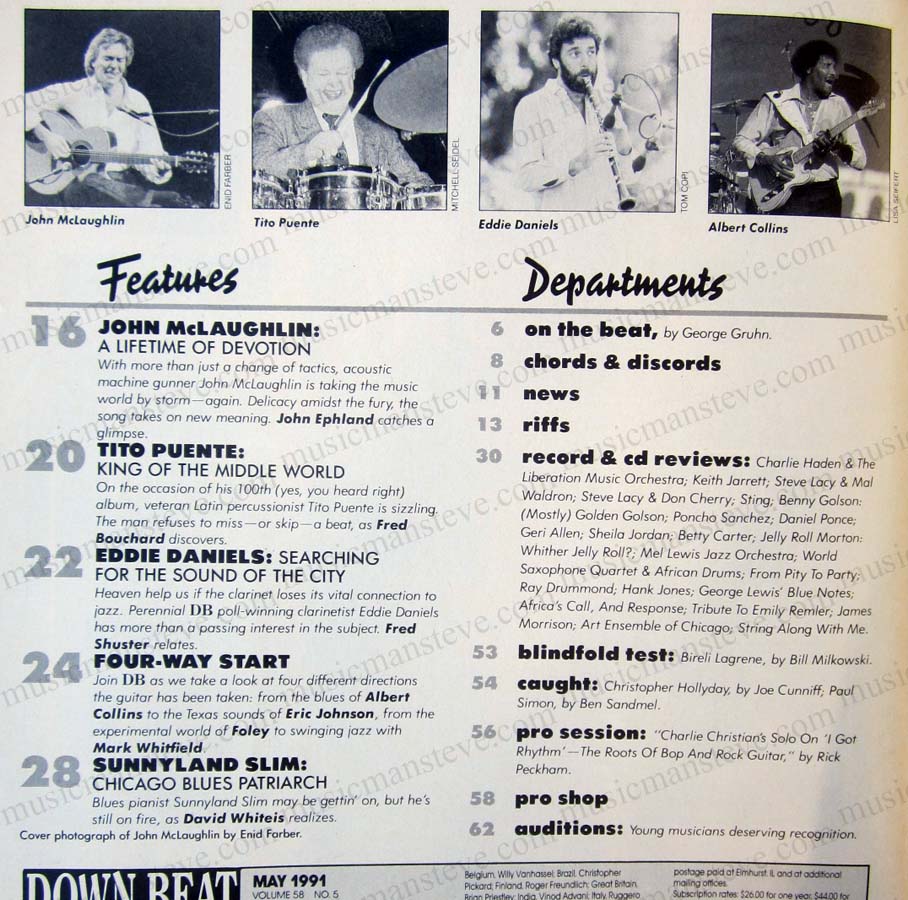 ENID FARBER
MITCHELL SEIDEL
TOM COPI
LISA SEIFERT
John McLaughlin
Tito Puente
Eddie Daniels
Albert Collins
Features
16 JOHN McLAUGHLIN:
A LIFETIME OF DEVOTION
With more than just a change of tactics, acoustic
machine gunner John McLaughlin is taking the music
world by storm—again. Delicacy amidst the fury, the
song takes on new meaning. John Ephland catches a
glimpse.
20 TITO PUENTE:
KING OF THE MIDDLE WORLD
On the occasion of his 100th (yes, you heard right)
album, veteran Latin percussionist Tito Puente is sizzling.
The man refuses to miss—or skip—a beat, as Fred
Bouchard discovers.
22 EDDIE DANIELS: SEARCHING
FOR THE SOUND OF THE CITY
Heaven help us if the clarinet loses its vital connection to
jazz. Perennial DB poll-winning clarinetist Eddie Daniels
has more than a passing interest in the subject. Fred
Shuster relates.
24 FOUR-WAY START
Join DB as we take a look at four different directions
the guitar has been taken: from the blues of Albert
Collins to the Texas sounds of Eric Johnson, from the
experimental world of Foley to swinging jazz with
Mark Whitfield.
28 SUNNYLAND SLIM:
CHICAGO BLUES PATRIARCH
Blues pianist Sunnyland Slim may be gettin' on, but he's
still on fire, as David Whiteis realizes.
Cover photograph of John McLaughlin by Enid Farber.
Departments
6 on the beat, by George Gruhn.
8 chords & discords
11 news
13 riffs
30 record & cd reviews: Charlie Haden & The
Liberation Music Orchestra; Keith Jarrett; Steve Lacy & Mal
Waldron; Steve Lacy & Don Cherry; Sting; Benny Golson:
(Mostly) Golden Golson; Poncho Sanchez; Daniel Ponce;
Geri Allen; Sheila Jordan; Betty Carter; Jelly Roll Morton:
Whither Jelly Roll?; Mel Lewis Jazz Orchestra; World
Saxophone Quartet & African Drums; From Pity To Party;
Ray Drummond; Hank Jones; George Lewis' Blue Notes;
Africa's Call, And Response; Tribute To Emily Remler; James
Morrison; Art Ensemble of Chicago; String Along With Me.
53 blindfold test: Bireli Lagrene, by Bill Milkowski.
54 caught: Christopher Hollyday, by Joe Cunniff; Paul
Simon, by Ben Sandmel.
56 pro session: "Charlie Christian's Solo On 'I Got
Rhythm'—The Roots Of Bop And Rock Guitar," by Rick
Peckham.
58 pro shop
62 auditions: Young musicians deserving recognition.
DOWN BEAT
MAY 1991
VOLUME 58 NO. 5
Belgium, Willy Vanhassel; Brazil, Christopher
Pickard; Finland, Roger Freundlich; Great Britain,
Brian Priestley; India, Vinod Advani; Italy, Ruggero
postage paid at Elmhurst, IL and at additional
mailing offices.
Subscription rates: $26.00 for one year, $44.00 for
musicmansteve.com